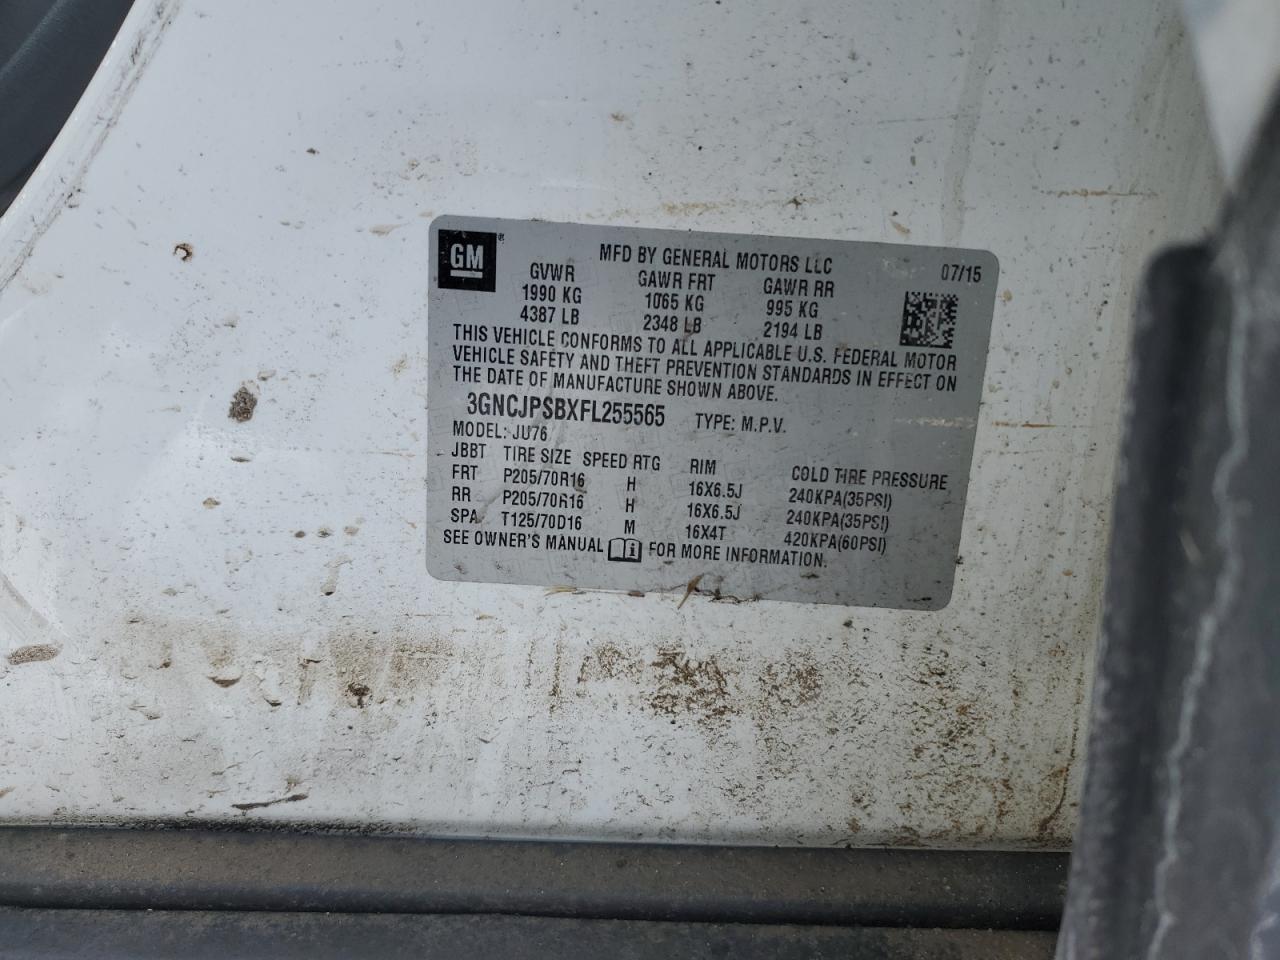 GM ® MFD BY GENERAL MOTORS LLC 07/15
GVWR GAWR FRT GAWR RR
1990 KG 1065 KG 995 KG
4387 LB 2348 LB 2194 LB
THIS VEHICLE CONFORMS TO ALL APPLICABLE U.S. FEDERAL MOTOR
VEHICLE SAFETY AND THEFT PREVENTION STANDARDS IN EFFECT ON
THE DATE OF MANUFACTURE SHOWN ABOVE.
3GNCJPSBXFL255565 TYPE: M.P.V.
MODEL: JU76
JBBT TIRE SIZE SPEED RTG RIM COLD TIRE PRESSURE
FRT P205/70R16 H 16X6.5J 240KPA(35PSI)
RR P205/70R16 H 16X6.5J 240KPA(35PSI)
SPA T125/70D16 M 16X4T 420KPA(60PSI)
SEE OWNER'S MANUAL FOR MORE INFORMATION.